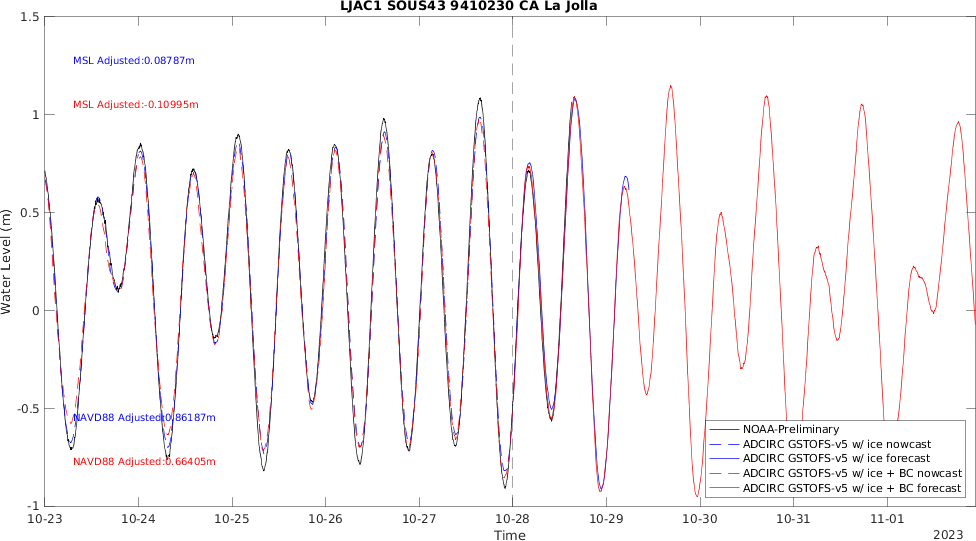 LJAC1 SOUS43 9410230 CA La Jolla
1.5
1
0.5
0
-0.5
-1
Water Level (m)
MSL Adjusted:0.08787m
MSL Adjusted:-0.10995m
NAVD88 Adjusted:0.86187m
NAVD88 Adjusted:0.66405m
NOAA-Preliminary
ADCIRC GSTOFS-v5 w/ ice nowcast
ADCIRC GSTOFS-v5 w/ ice forecast
ADCIRC GSTOFS-v5 w/ ice + BC nowcast
ADCIRC GSTOFS-v5 w/ ice + BC forecast
10-23 10-24 10-25 10-26 10-27 10-28 10-29 10-30 10-31 11-01
Time
2023